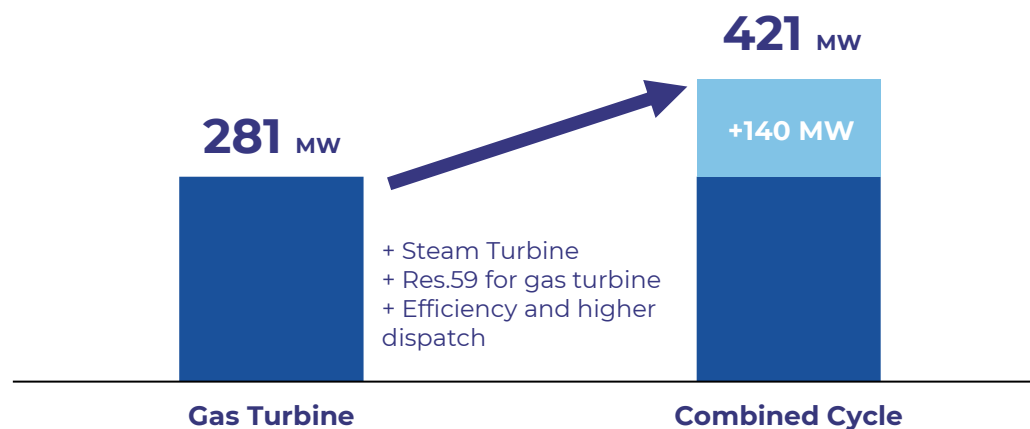 421 MW
+140 MW
281 MW
+ Steam Turbine
+ Res.59 for gas turbine
+ Efficiency and higher
dispatch
Gas Turbine
Combined Cycle